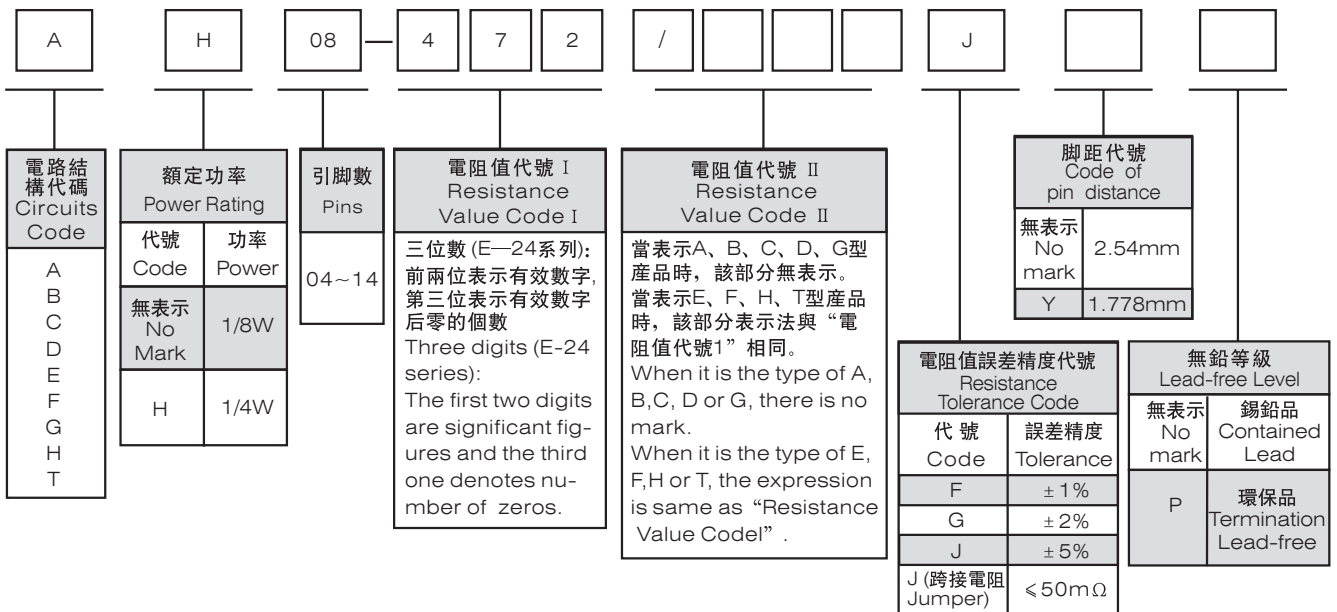 A H 08 — 4 7 2 / J
電路結
構代碼
Circuits
Code
A
B
C
D
E
F
G
H
T
額定功率
Power Rating
代號 功率
Code Power
無表示
No
Mark
1/8W
H 1/4W
引脚數
Pins
04~14
電阻值代號 I
Resistance
Value Code I
三位數 (E—24系列):
前兩位表示有效數字,
第三位表示有效數字
后零的個數
Three digits (E-24
series):
The first two digits
are significant fig-
ures and the third
one denotes nu-
mber of zeros.
電阻值代號 II
Resistance
Value Code II
當表示A、B、C、D、G型
産品時，該部分無表示。
當表示E、F、H、T型産品
時，該部分表示法與“電
阻值代號1”相同。
When it is the type of A,
B,C, D or G, there is no
mark.
When it is the type of E,
F,H or T, the expression
is same as “Resistance
Value Codel”.
電阻值誤差精度代號
Resistance
Tolerance Code
代 號 誤差精度
Code Tolerance
F ±1%
G ±2%
J ±5%
J (跨接電阻
Jumper)
≤50mΩ
脚距代號
Code of
pin distance
無表示
No
mark
2.54mm
Y 1.778mm
無鉛等級
Lead-free Level
無表示
No
mark
錫鉛品
Contained
Lead
P
環保品
Termination
Lead-free